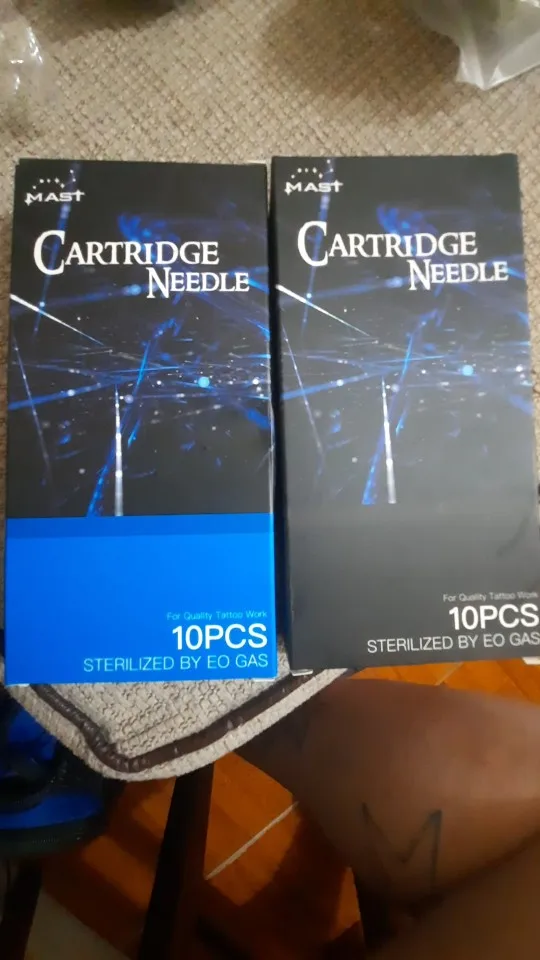 MAST
CARTRIDGE
NEEDLE
For Quality Tattoo Work
10PCS
STERILIZED BY EO GAS
MAST
CARTRIDGE
NEEDLE
For Quality Tattoo Work
10PCS
STERILIZED BY EO GAS